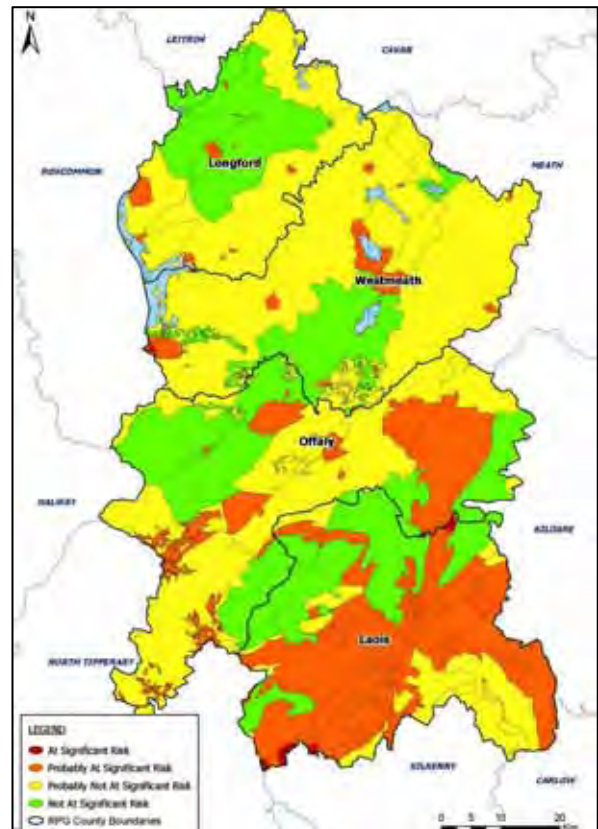 N
LEITRIM
CAVAN
Longford
ROSCOMMON
MEATH
Westmeath
Offaly
GALWAY
KILDARE
Laois
NORTH TIPPERARY
LEGEND
At Significant Risk
Probably At Significant Risk
Probably Not At Significant Risk
Not At Significant Risk
RPG County Boundaries
KILKENNY
CARLOW
0 5 10 20